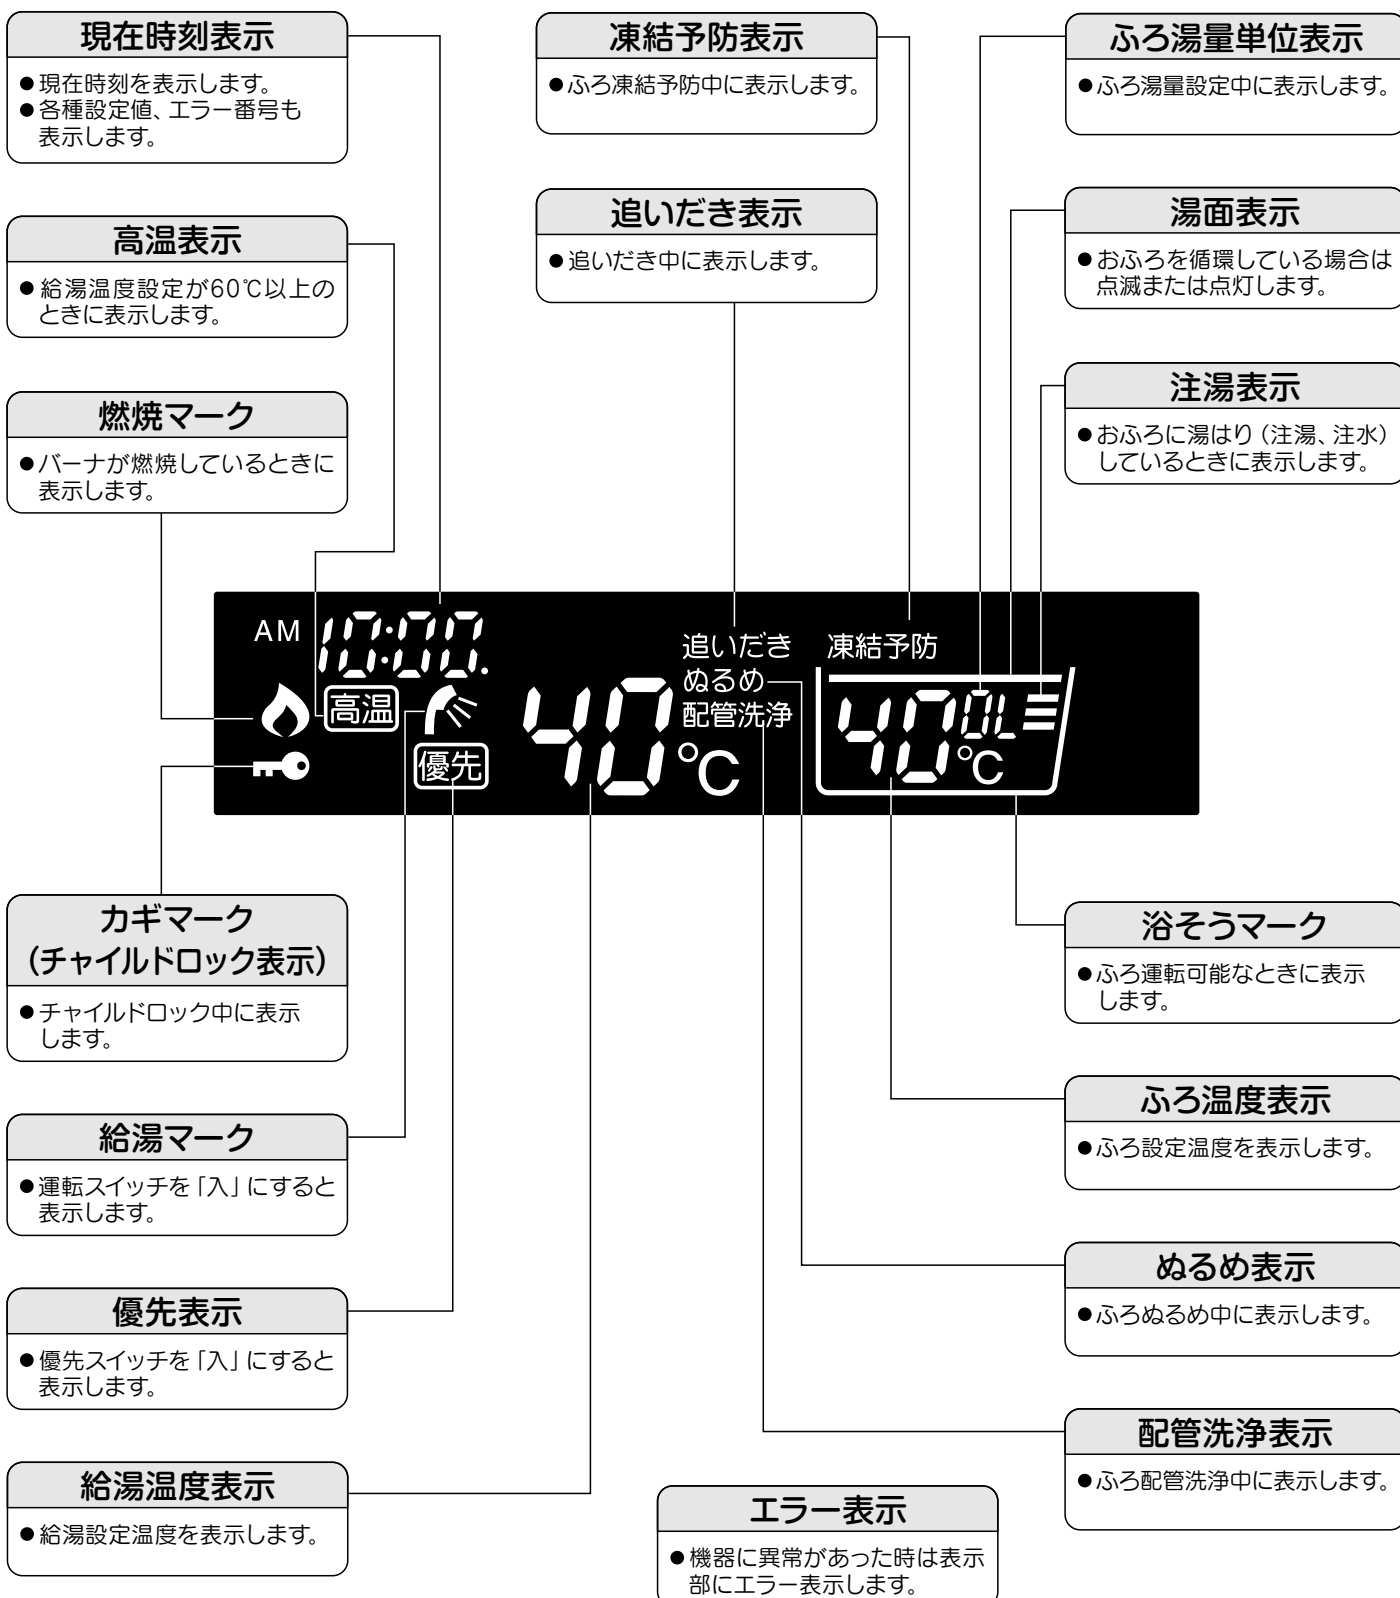 現在時刻表示
●現在時刻を表示します。
●各種設定値、エラー番号も
表示します。
高温表示
●給湯温度設定が60℃以上の
ときに表示します。
燃焼マーク
●バーナが燃焼しているときに
表示します。
凍結予防表示
●ふろ凍結予防中に表示します。
追いだき表示
●追いだき中に表示します。
ふろ湯量単位表示
●ふろ湯量設定中に表示します。
湯面表示
●おふろを循環している場合は
点滅または点灯します。
注湯表示
●おふろに湯はり（注湯、注水）
しているときに表示します。
AM 10:00.
高温
優先
40℃
追いだき
ぬるめ
配管洗浄
凍結予防
40 0L
℃
カギマーク
（チャイルドロック表示）
●チャイルドロック中に表示
します。
給湯マーク
●運転スイッチを「入」にすると
表示します。
優先表示
●優先スイッチを「入」にすると
表示します。
給湯温度表示
●給湯設定温度を表示します。
エラー表示
●機器に異常があった時は表示
部にエラー表示します。
浴そうマーク
●ふろ運転可能なときに表示
します。
ふろ温度表示
●ふろ設定温度を表示します。
ぬるめ表示
●ふろぬるめ中に表示します。
配管洗浄表示
●ふろ配管洗浄中に表示します。